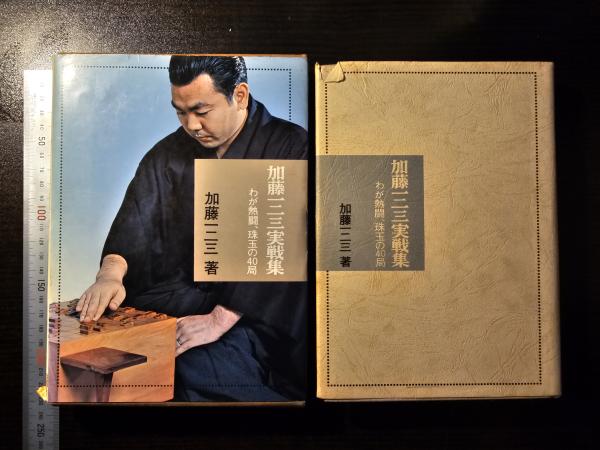 加藤一二三実戦集
わが熱闘、珠玉の40局
加藤一二三 著
加藤一二三実戦集
わが熱闘、珠玉の40局
加藤一二三 著
50
100
150
250